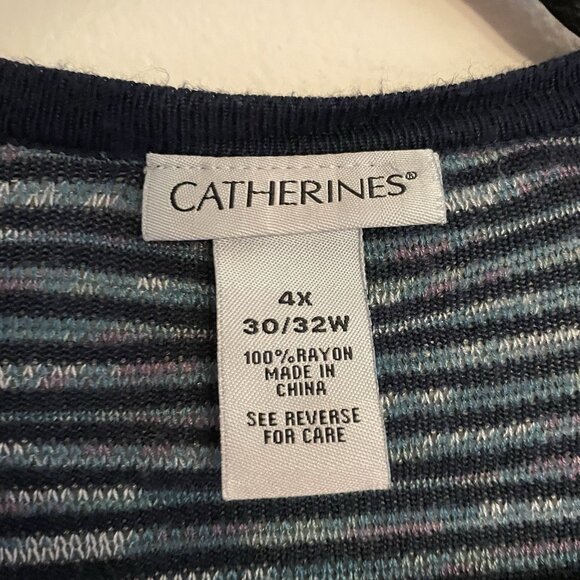 CATHERINES®
4X
30/32W
100%RAYON
MADE IN
CHINA
SEE REVERSE
FOR CARE